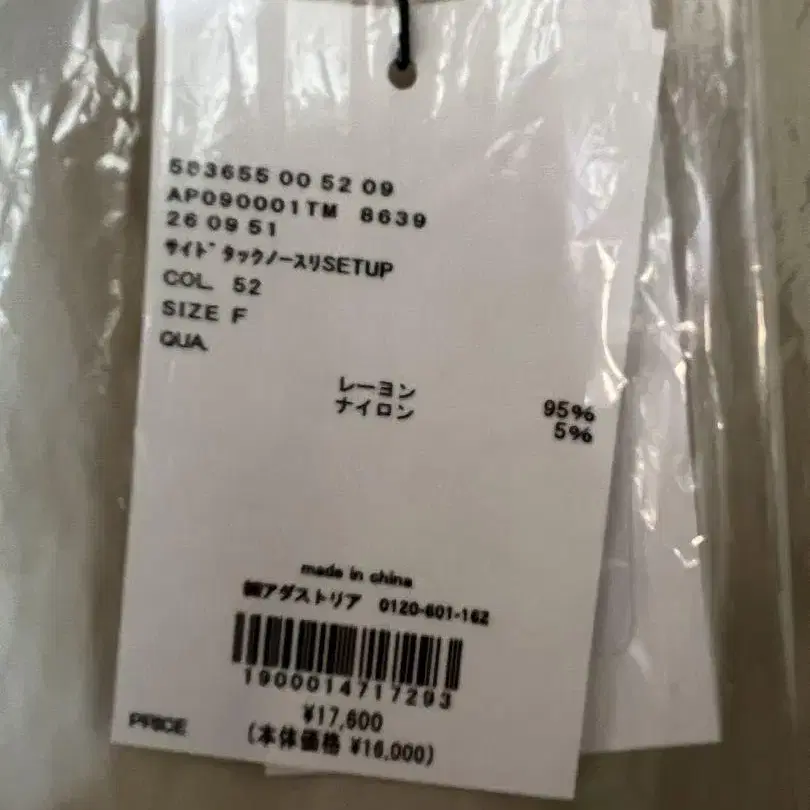 583655 00 52 09
AP090001TM 8639
26 09 51
サイドタックノースリSETUP
COL. 52
SIZE F
QUA.
レーヨン 95%
ナイロン 5%
made in china
㈱アダストリア 0120-601-162
1900014717293
¥17,600
PRICE (本体価格 ¥16,000)